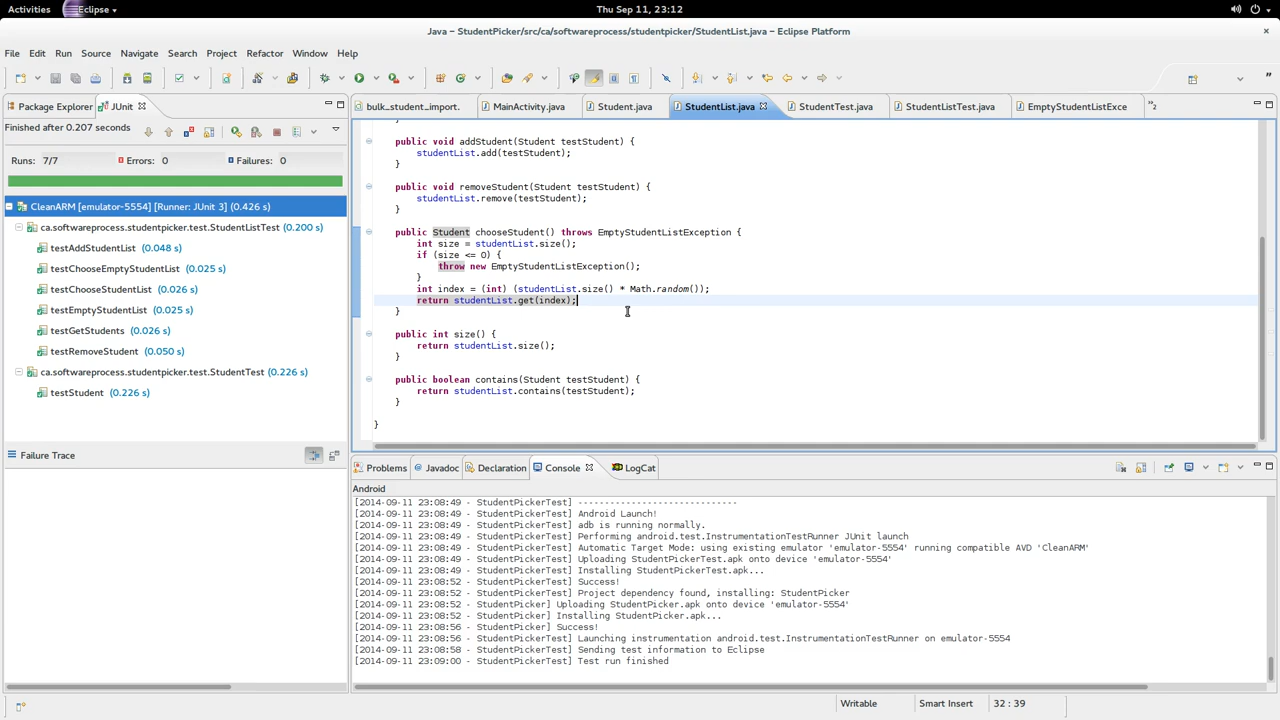 Activities Eclipse Thu Sep 11, 23:12
Java – StudentPicker/src/ca/softwareprocess/studentpicker/StudentList.java – Eclipse Platform
File Edit Run Source Navigate Search Project Refactor Window Help
Package Explorer JUnit
Finished after 0.207 seconds
Runs: 7/7 Errors: 0 Failures: 0
CleanARM [emulator-5554] [Runner: JUnit 3] (0.426 s)
ca.softwareprocess.studentpicker.test.StudentListTest (0.200 s)
testAddStudentList (0.048 s)
testChooseEmptyStudentList (0.025 s)
testChooseStudentList (0.026 s)
testEmptyStudentList (0.025 s)
testGetStudents (0.026 s)
testRemoveStudent (0.050 s)
ca.softwareprocess.studentpicker.test.StudentTest (0.226 s)
testStudent (0.226 s)
Failure Trace
bulk_student_import. MainActivity.java Student.java StudentList.java StudentTest.java StudentListTest.java EmptyStudentListExce »2
public void addStudent(Student testStudent) {
studentList.add(testStudent);
}
public void removeStudent(Student testStudent) {
studentList.remove(testStudent);
}
public Student chooseStudent() throws EmptyStudentListException {
int size = studentList.size();
if (size <= 0) {
throw new EmptyStudentListException();
}
int index = (int) (studentList.size() * Math.random());
return studentList.get(index);
}
public int size() {
return studentList.size();
}
public boolean contains(Student testStudent) {
return studentList.contains(testStudent);
}
}
Problems Javadoc Declaration Console LogCat
Android
[2014-09-11 23:08:49 - StudentPickerTest] ------------------------------
[2014-09-11 23:08:49 - StudentPickerTest] Android Launch!
[2014-09-11 23:08:49 - StudentPickerTest] adb is running normally.
[2014-09-11 23:08:49 - StudentPickerTest] Performing android.test.InstrumentationTestRunner JUnit launch
[2014-09-11 23:08:49 - StudentPickerTest] Automatic Target Mode: using existing emulator 'emulator-5554' running compatible AVD 'CleanARM'
[2014-09-11 23:08:49 - StudentPickerTest] Uploading StudentPickerTest.apk onto device 'emulator-5554'
[2014-09-11 23:08:49 - StudentPickerTest] Installing StudentPickerTest.apk...
[2014-09-11 23:08:52 - StudentPickerTest] Success!
[2014-09-11 23:08:52 - StudentPickerTest] Project dependency found, installing: StudentPicker
[2014-09-11 23:08:52 - StudentPicker] Uploading StudentPicker.apk onto device 'emulator-5554'
[2014-09-11 23:08:52 - StudentPicker] Installing StudentPicker.apk...
[2014-09-11 23:08:56 - StudentPicker] Success!
[2014-09-11 23:08:56 - StudentPickerTest] Launching instrumentation android.test.InstrumentationTestRunner on emulator-5554
[2014-09-11 23:08:58 - StudentPickerTest] Sending test information to Eclipse
[2014-09-11 23:09:00 - StudentPickerTest] Test run finished
Writable Smart Insert 32 : 39